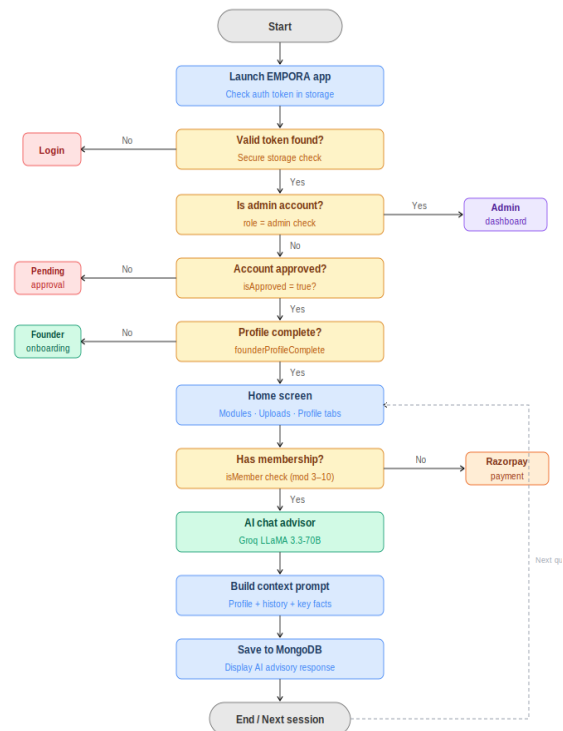 Start
Launch EMPORA app
Check auth token in storage
Valid token found?
Secure storage check
No
Login
Yes
Is admin account?
role = admin check
Yes
Admin
dashboard
No
Account approved?
isApproved = true?
No
Pending
approval
Yes
Profile complete?
founderProfileComplete
No
Founder
onboarding
Yes
Home screen
Modules · Uploads · Profile tabs
Has membership?
isMember check (mod 3–10)
No
Razorpay
payment
Yes
AI chat advisor
Groq LLaMA 3.3-70B
Next qu
Build context prompt
Profile + history + key facts
Save to MongoDB
Display AI advisory response
End / Next session